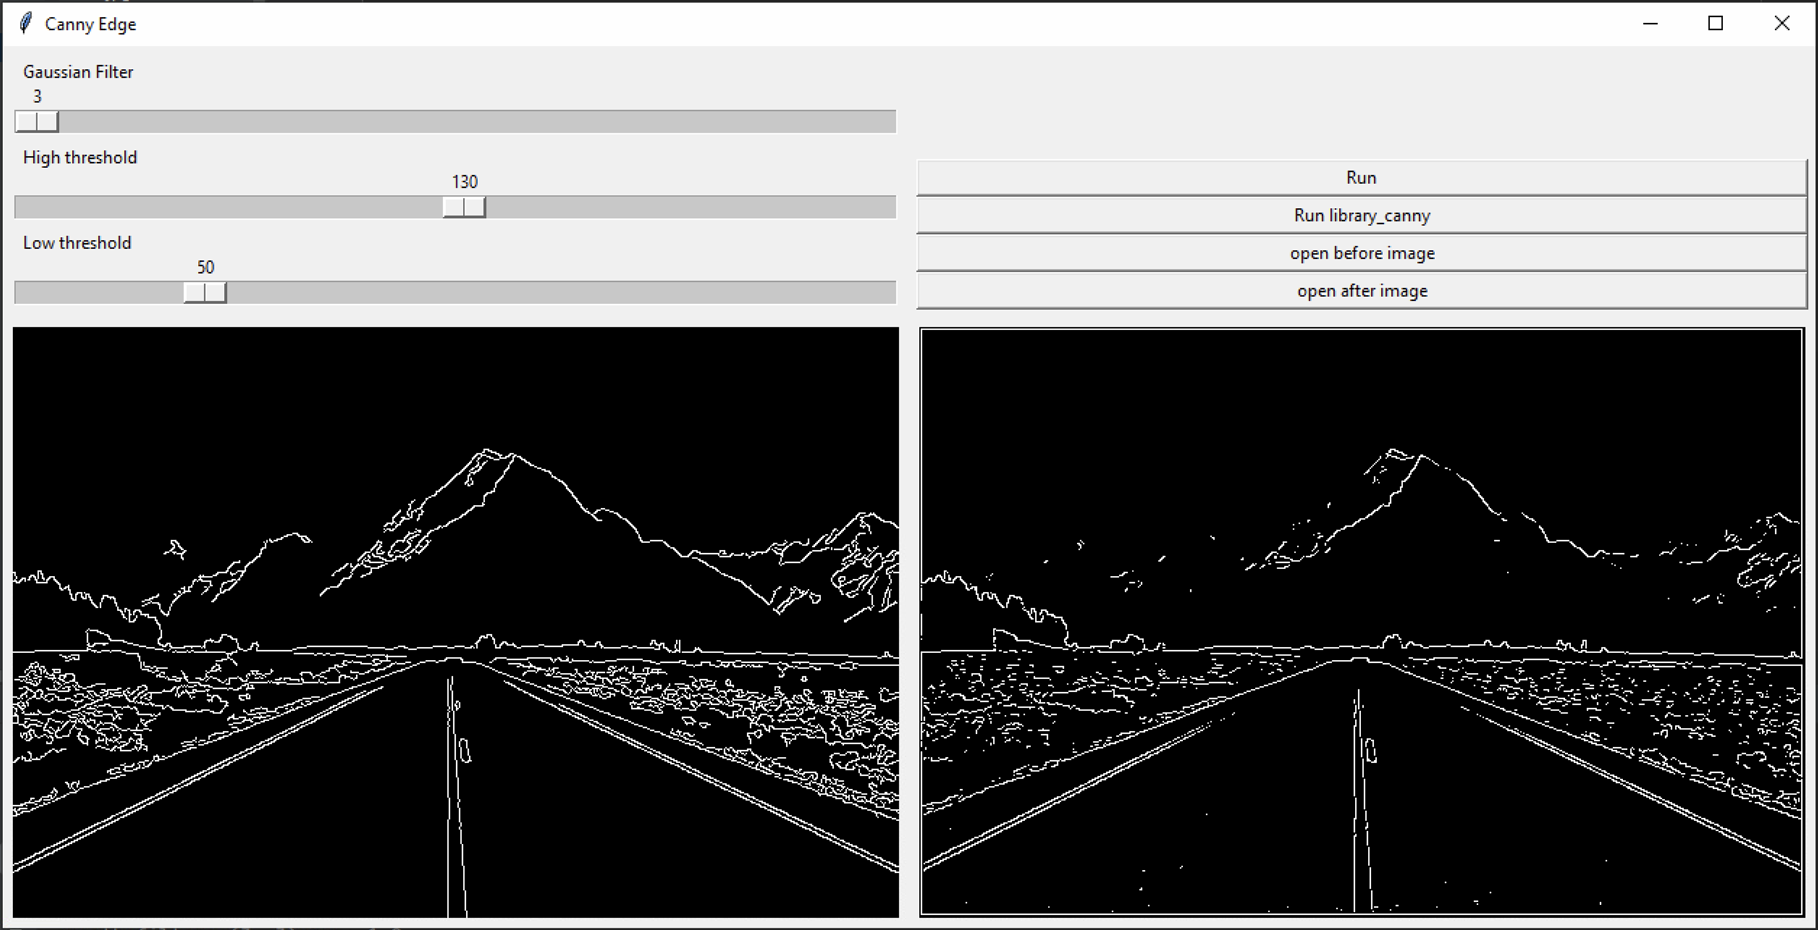 Canny Edge
Gaussian Filter
3
High threshold
130
Low threshold
50
Run
Run library_canny
open before image
open after image